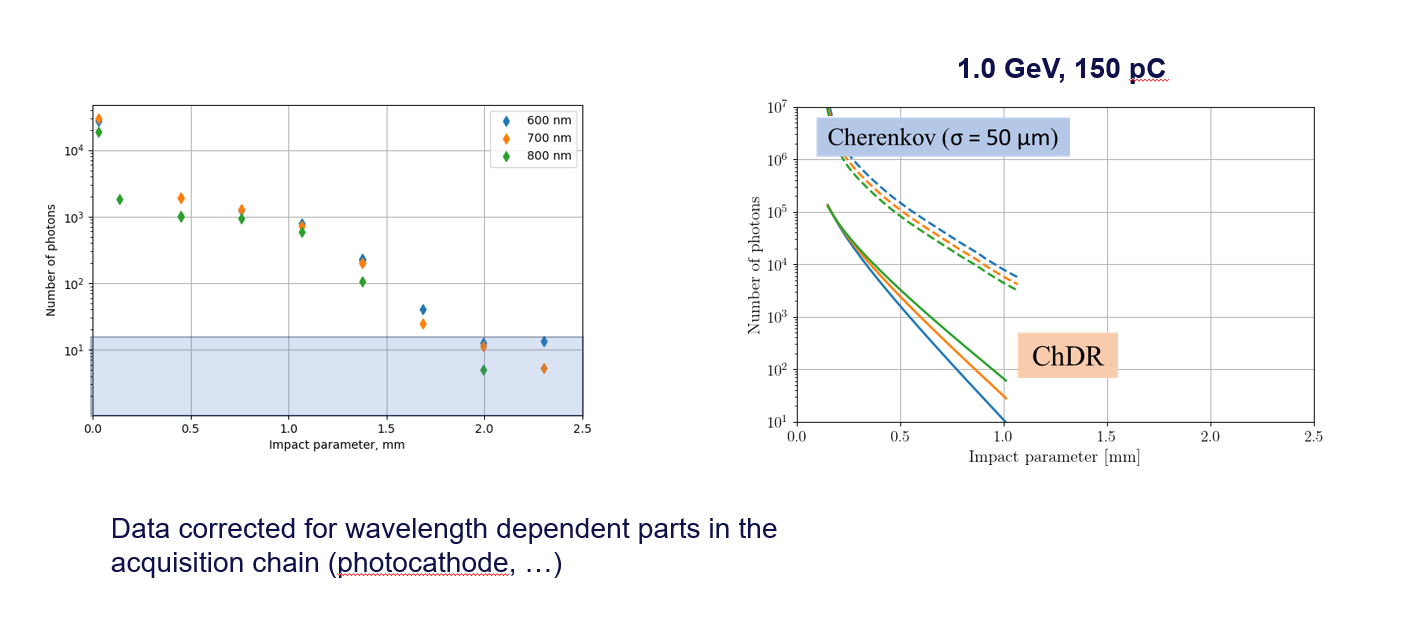 1.0 GeV, 150 pC
600 nm
700 nm
800 nm
10⁴
10³
10²
10¹
Number of photons
0.0 0.5 1.0 1.5 2.0 2.5
Impact parameter, mm
10⁷
10⁶
10⁵
10⁴
10³
10²
10¹
Number of photons
Cherenkov (σ = 50 μm)
ChDR
0.0 0.5 1.0 1.5 2.0 2.5
Impact parameter [mm]
Data corrected for wavelength dependent parts in the
acquisition chain (photocathode, …)